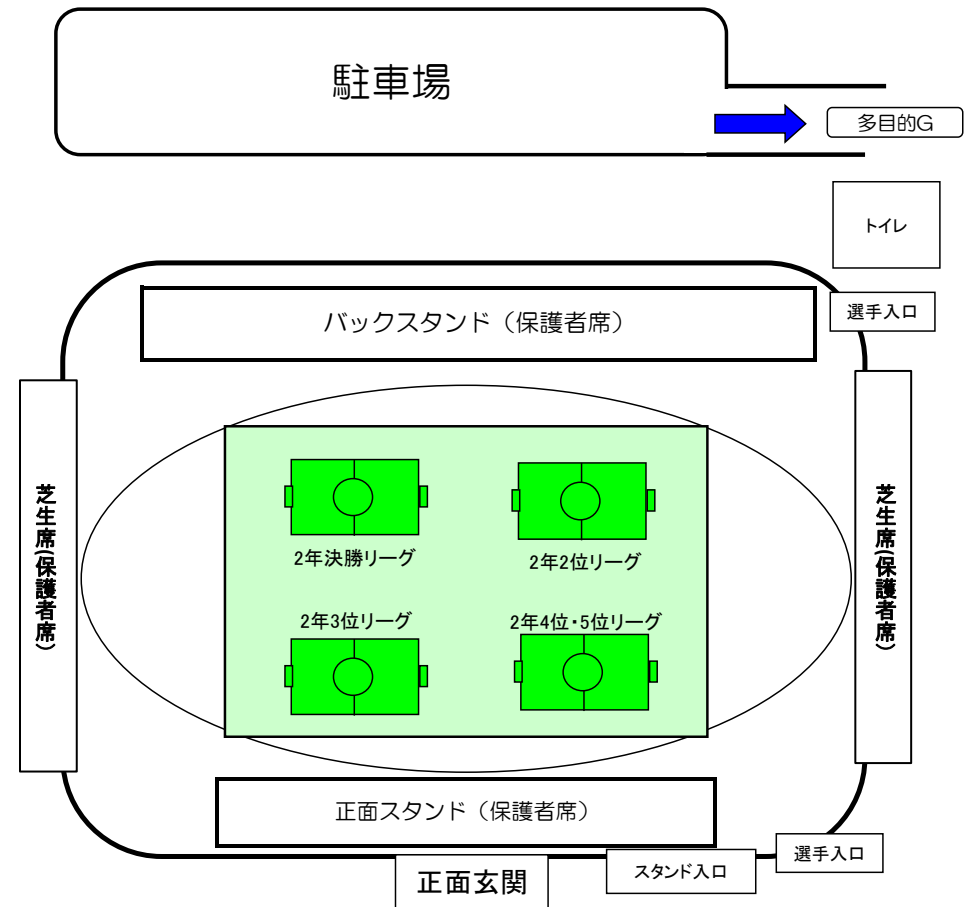 駐車場
多目的G
トイレ
選手入口
バックスタンド（保護者席）
芝生席(保護者席)
芝生席(保護者席)
2年決勝リーグ
2年2位リーグ
2年3位リーグ
2年4位・5位リーグ
正面スタンド（保護者席）
選手入口
スタンド入口
正面玄関